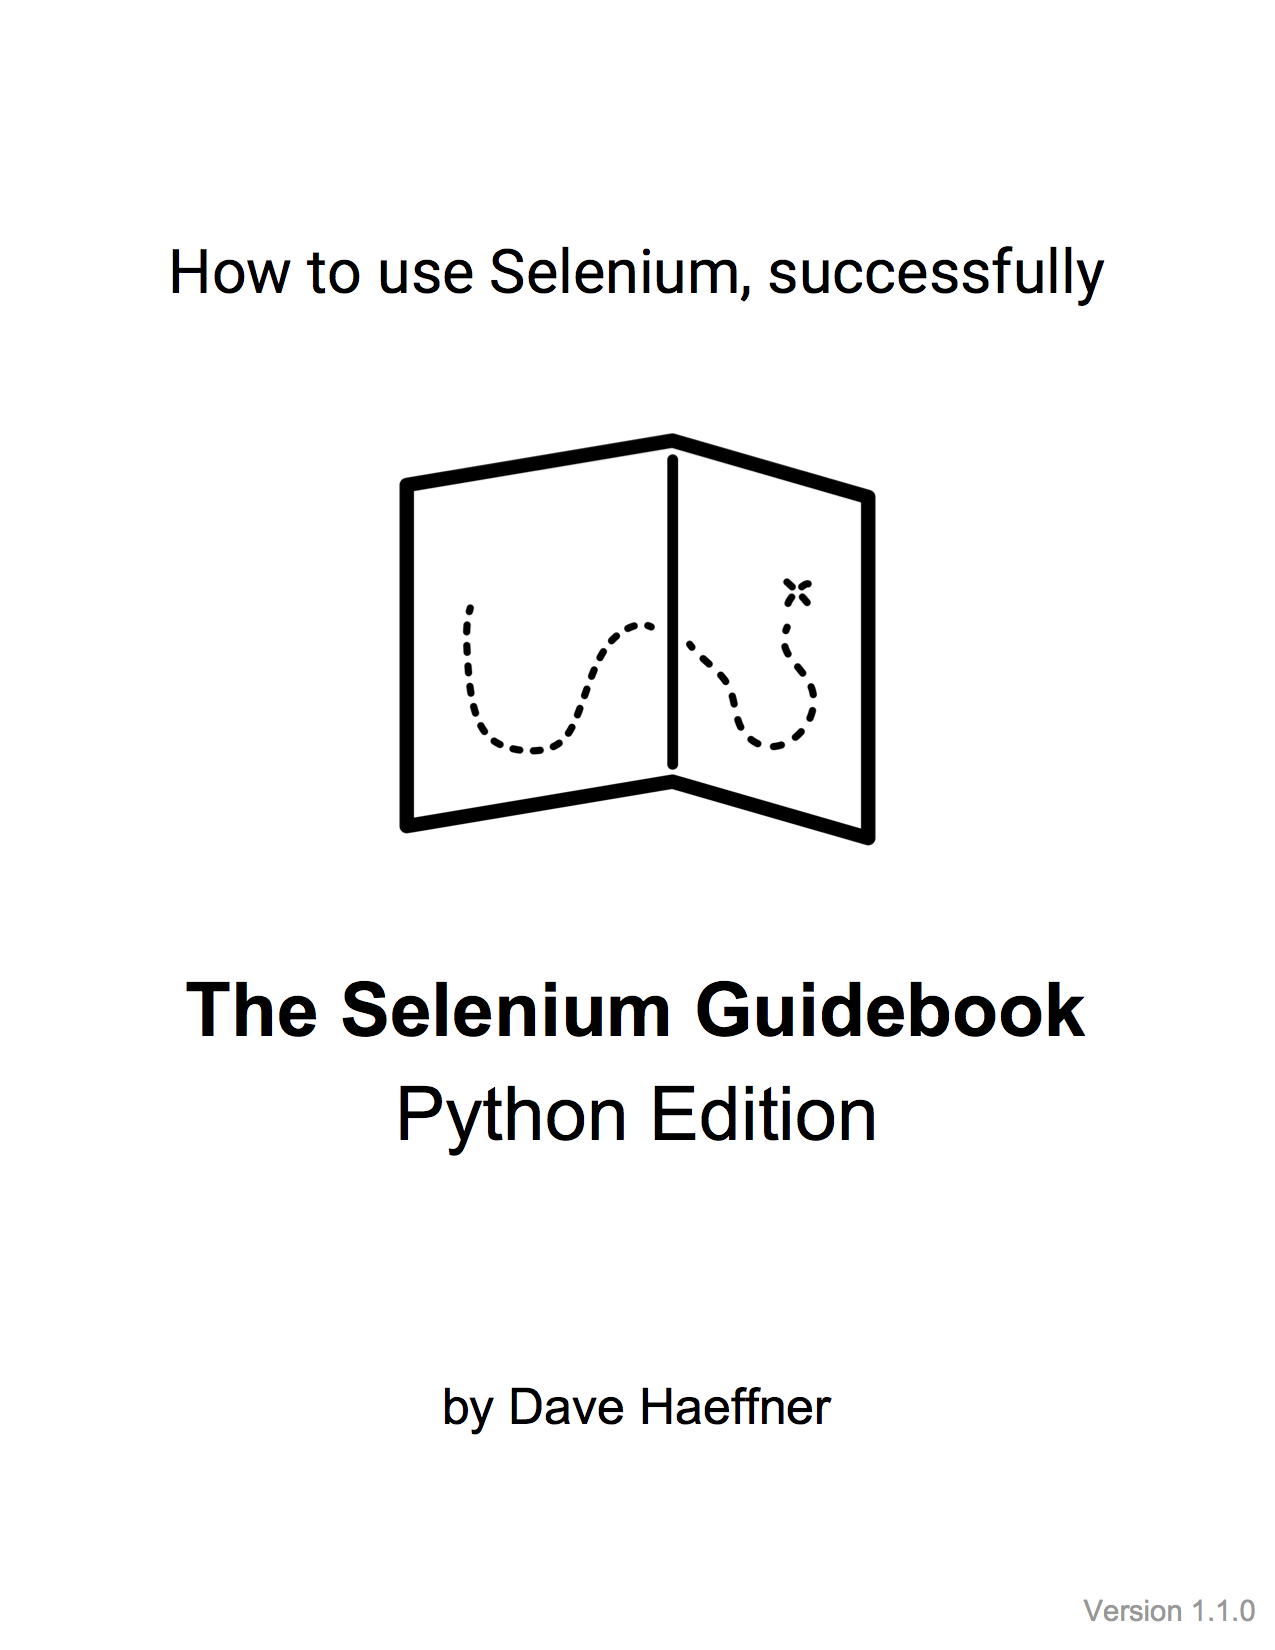 How to use Selenium, successfully
The Selenium Guidebook
Python Edition
by Dave Haeffner
Version 1.1.0